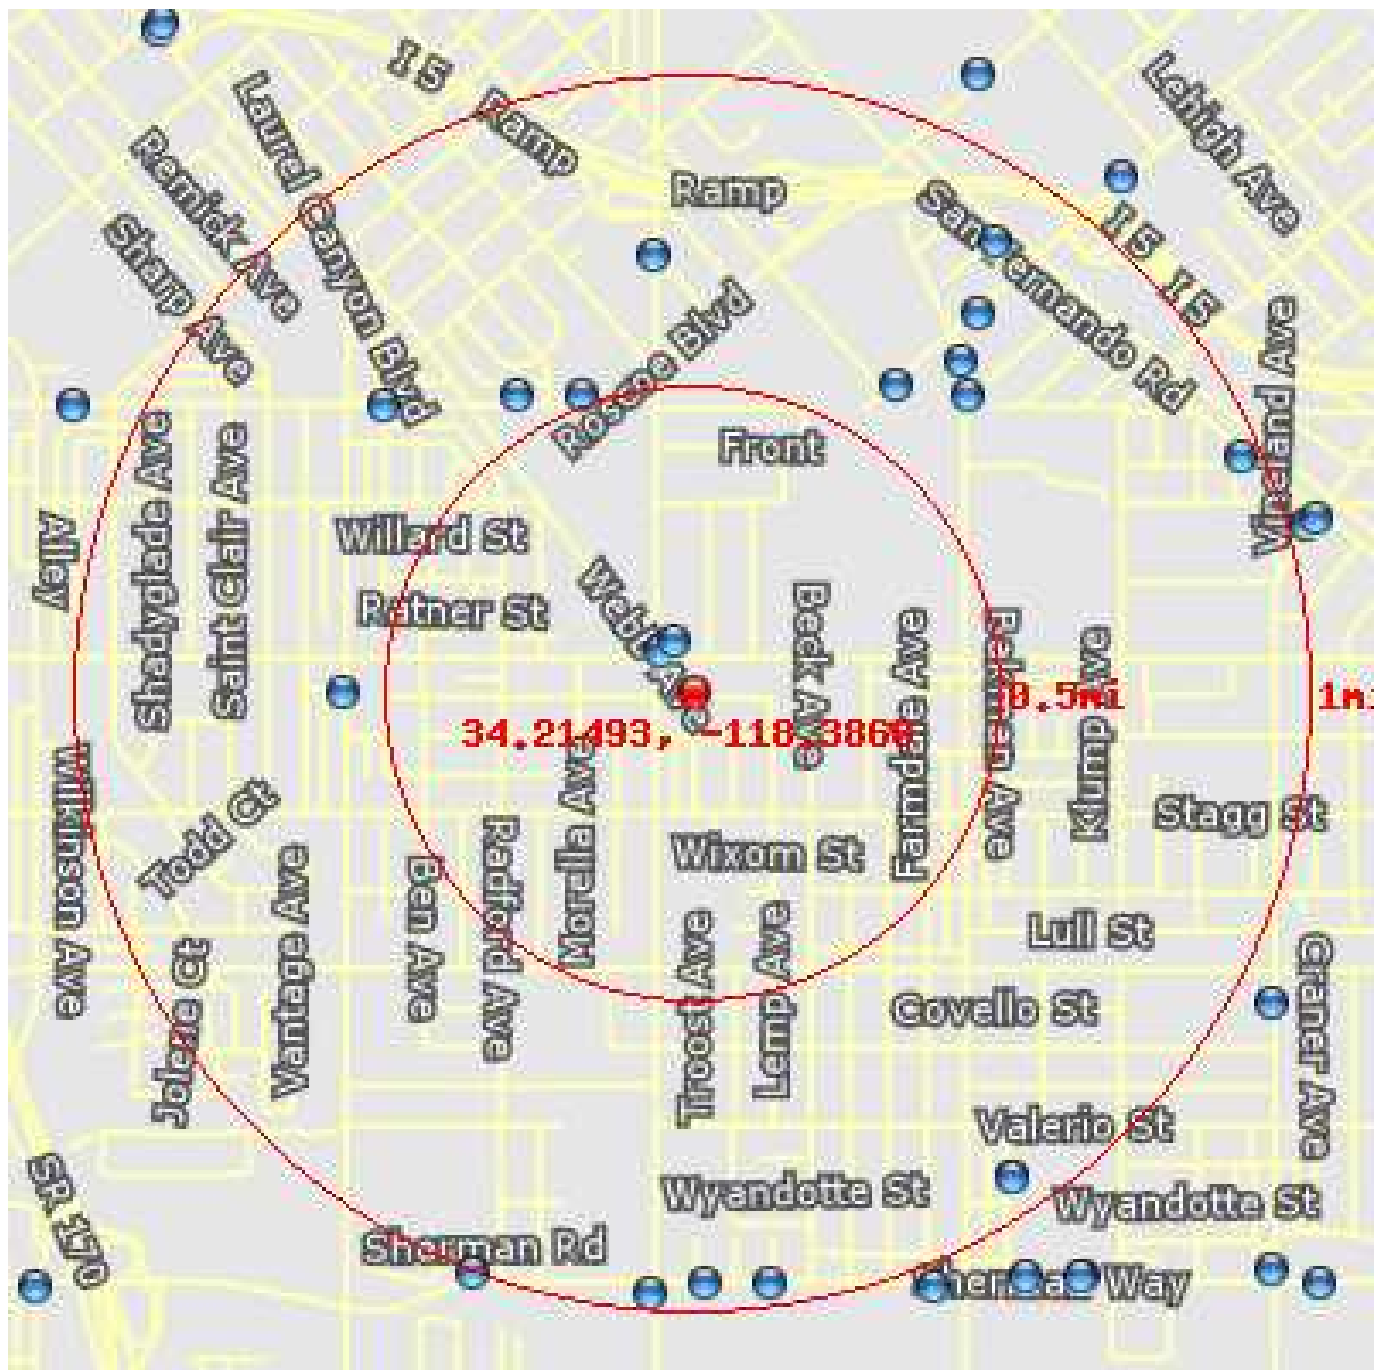 I 5
Lehigh Ave
Laurel Canyon Blvd
Ramp
Remick Ave
Ramp
San Fernando Rd
Sharp Ave
I 5
I 5
Roscoe Blvd
Vineland Ave
Shadyglade Ave
Saint Clair Ave
Front
Alley
Willard St
Ratner St
Beck Ave
Farmdale Ave
Klump Ave
0.5mi
34.21493,
Wilkinson Ave
Morella Ave
Todd Ct
Radford Ave
Wixom St
Stagg St
Ben Ave
Vantage Ave
Troost Ave
Lemp Ave
Lull St
Jolene Ct
Covello St
Craner Ave
Valerio St
SR 170
Wyandotte St
Wyandotte St
Sherman Rd
Sherman Way